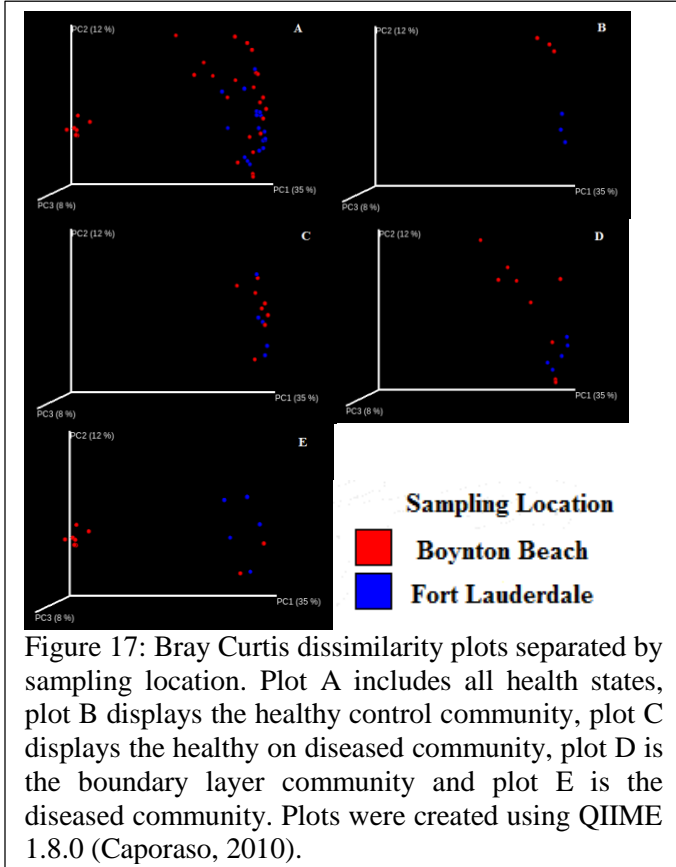 PC2 (12 %)
A
PC1 (35 %)
PC3 (8 %)
PC2 (12 %)
B
PC1 (35 %)
PC3 (8 %)
PC2 (12 %)
C
PC1 (35 %)
PC3 (8 %)
PC2 (12 %)
D
PC1 (35 %)
PC3 (8 %)
PC2 (12 %)
E
PC1 (35 %)
PC3 (8 %)
Sampling Location
Boynton Beach
Fort Lauderdale
Figure 17: Bray Curtis dissimilarity plots separated by
sampling location. Plot A includes all health states,
plot B displays the healthy control community, plot C
displays the healthy on diseased community, plot D is
the boundary layer community and plot E is the
diseased community. Plots were created using QIIME
1.8.0 (Caporaso, 2010).